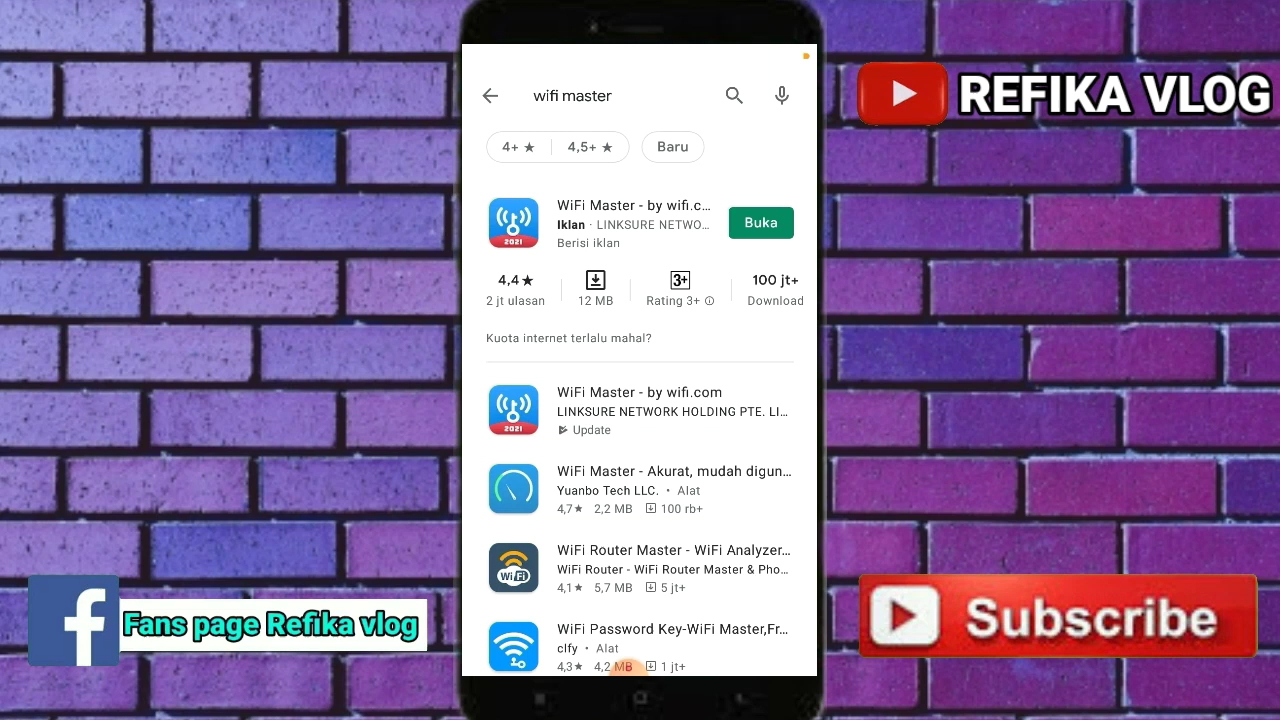 wifi master
REFIKA VLOG
4+ ★ 4,5+ ★ Baru
WiFi Master - by wifi.c...
Iklan · LINKSURE NETWO...
Berisi iklan
Buka
2021
4,4★ 12 MB 3+ 100 jt+
2 jt ulasan Rating 3+ Download
Kuota internet terlalu mahal?
WiFi Master - by wifi.com
LINKSURE NETWORK HOLDING PTE. LI...
Update
2021
WiFi Master - Akurat, mudah digun...
Yuanbo Tech LLC. • Alat
4,7★ 2,2 MB 100 rb+
WiFi Router Master - WiFi Analyzer...
WiFi Router - WiFi Router Master & Pho...
4,1★ 5,7 MB 5 jt+
WiFi
WiFi Password Key-WiFi Master,Fr...
clfy • Alat
4,3★ 4,2 MB 1 jt+
Fans page Refika vlog
Subscribe